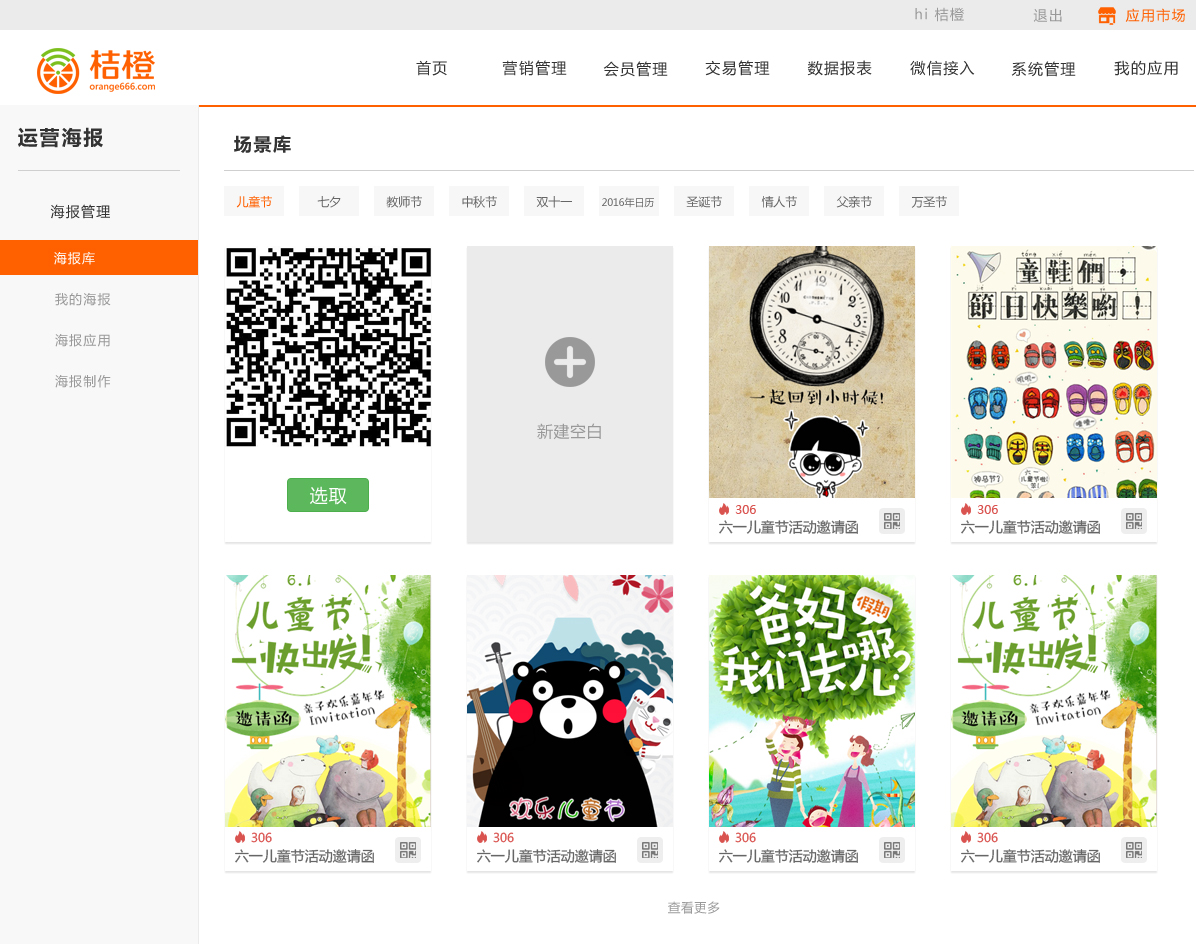 hi 桔橙
退出
应用市场
桔橙
orange666.com
首页
营销管理
会员管理
交易管理
数据报表
微信接入
系统管理
我的应用
运营海报
海报管理
海报库
我的海报
海报应用
海报制作
场景库
儿童节
七夕
教师节
中秋节
双十一
2016年日历
圣诞节
情人节
父亲节
万圣节
选取
新建空白
12
11
1
10
2
9
3
8
4
一起回到小时候!
306
六一儿童节活动邀请函
童鞋們,
節日快樂喲!
306
六一儿童节活动邀请函
6.1
儿童节
一快出发!
亲子欢乐嘉年华
邀请函
Invitation
306
六一儿童节活动邀请函
欢乐儿童节
306
六一儿童节活动邀请函
爸,妈
假期
我们去哪儿?
306
六一儿童节活动邀请函
6.1
儿童节
一快出发!
亲子欢乐嘉年华
邀请函
Invitation
306
六一儿童节活动邀请函
查看更多